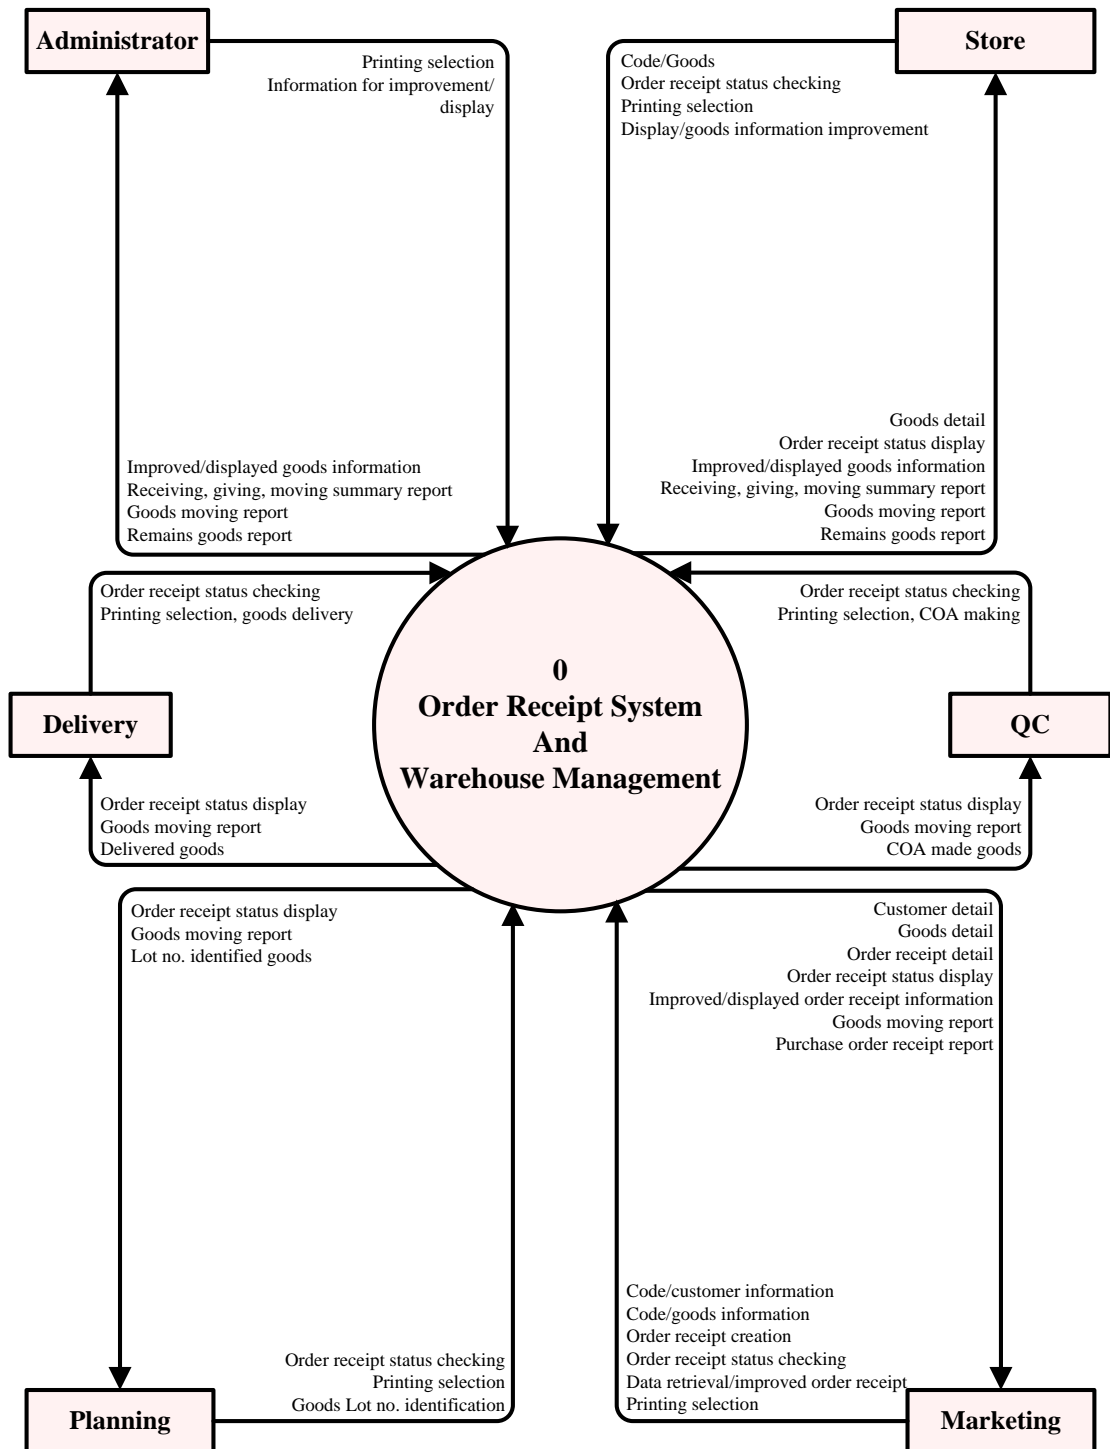 Administrator
Store
Printing selection
Information for improvement/
display
Code/Goods
Order receipt status checking
Printing selection
Display/goods information improvement
Improved/displayed goods information
Receiving, giving, moving summary report
Goods moving report
Remains goods report
Goods detail
Order receipt status display
Improved/displayed goods information
Receiving, giving, moving summary report
Goods moving report
Remains goods report
Order receipt status checking
Printing selection, goods delivery
Order receipt status checking
Printing selection, COA making
Delivery
0
Order Receipt System
And
Warehouse Management
QC
Order receipt status display
Goods moving report
Delivered goods
Order receipt status display
Goods moving report
COA made goods
Order receipt status display
Goods moving report
Lot no. identified goods
Customer detail
Goods detail
Order receipt detail
Order receipt status display
Improved/displayed order receipt information
Goods moving report
Purchase order receipt report
Order receipt status checking
Printing selection
Goods Lot no. identification
Code/customer information
Code/goods information
Order receipt creation
Order receipt status checking
Data retrieval/improved order receipt
Printing selection
Planning
Marketing